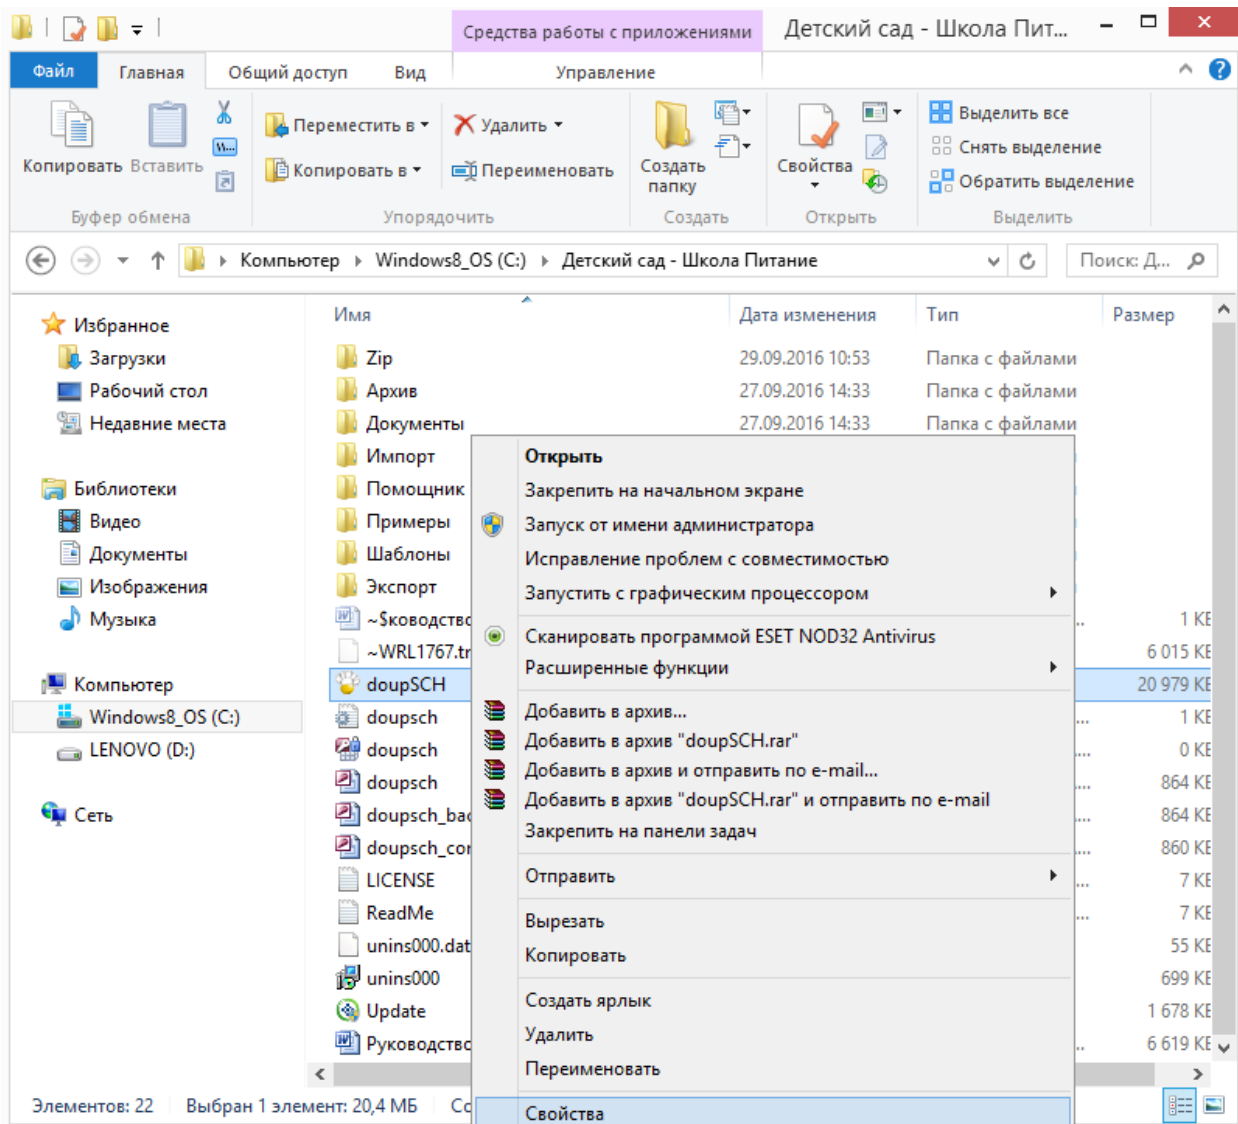 Средства работы с приложениями
Детский сад - Школа Пит...
Файл Главная Общий доступ Вид Управление
Копировать Вставить
Переместить в
Копировать в
Удалить
Переименовать
Создать папку
Свойства
Выделить все
Снять выделение
Обратить выделение
Буфер обмена Упорядочить Создать Открыть Выделить
Компьютер Windows8_OS (C:) Детский сад - Школа Питание
Поиск: Д...
Избранное
Загрузки
Рабочий стол
Недавние места
Библиотеки
Видео
Документы
Изображения
Музыка
Компьютер
Windows8_OS (C:)
LENOVO (D:)
Сеть
Имя Дата изменения Тип Размер
Zip 29.09.2016 10:53 Папка с файлами
Архив 27.09.2016 14:33 Папка с файлами
Документы 27.09.2016 14:33 Папка с файлами
Импорт
Помощник
Примеры
Шаблоны
Экспорт
~$ководство 1 КБ
~WRL1767.tr 6 015 КБ
doupSCH 20 979 КБ
doupsch ... 1 КБ
doupsch ... 0 КБ
doupsch ... 864 КБ
doupsch_bac ... 864 КБ
doupsch_cor ... 860 КБ
LICENSE ... 7 КБ
ReadMe ... 7 КБ
unins000.dat 55 КБ
unins000 699 КБ
Update 1 678 КБ
Руководство 6 619 КБ
Открыть
Закрепить на начальном экране
Запуск от имени администратора
Исправление проблем с совместимостью
Запустить с графическим процессором
Сканировать программой ESET NOD32 Antivirus
Расширенные функции
Добавить в архив...
Добавить в архив "doupSCH.rar"
Добавить в архив и отправить по e-mail...
Добавить в архив "doupSCH.rar" и отправить по e-mail
Закрепить на панели задач
Отправить
Вырезать
Копировать
Создать ярлык
Удалить
Переименовать
Свойства
Элементов: 22 Выбран 1 элемент: 20,4 МБ Со